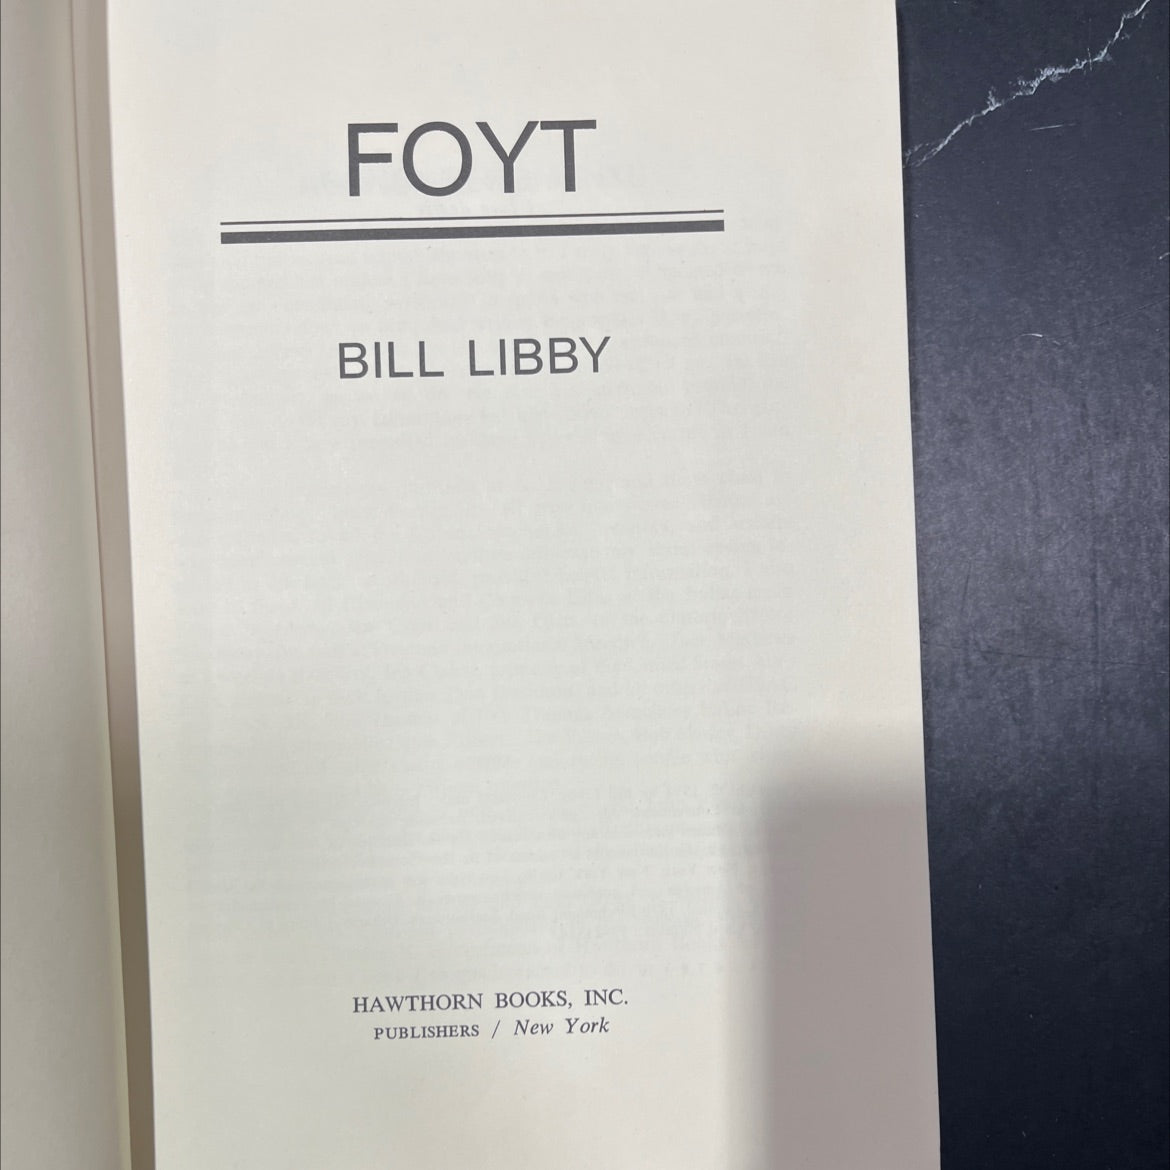 FOYT
BILL LIBBY
HAWTHORN BOOKS, INC.
PUBLISHERS / New York